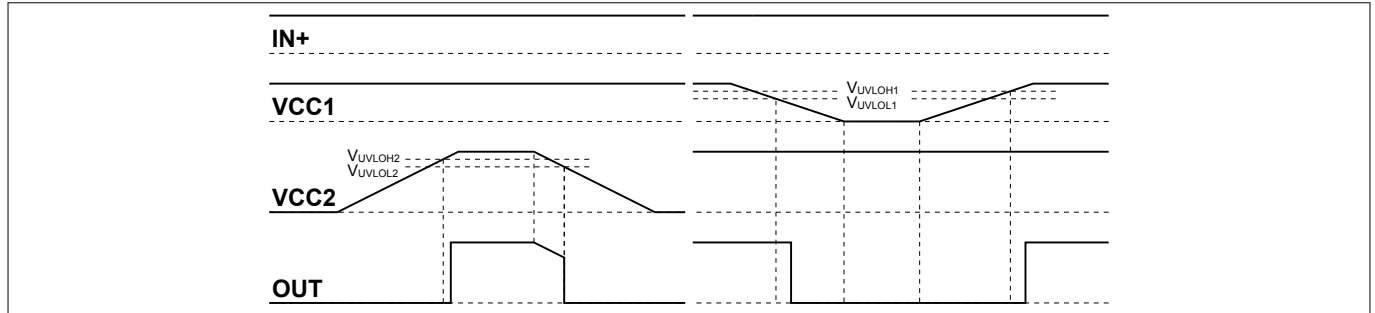 IN+
VCC1
VUVLOH1
VUVLOL1
VUVLOH2
VUVLOL2
VCC2
OUT